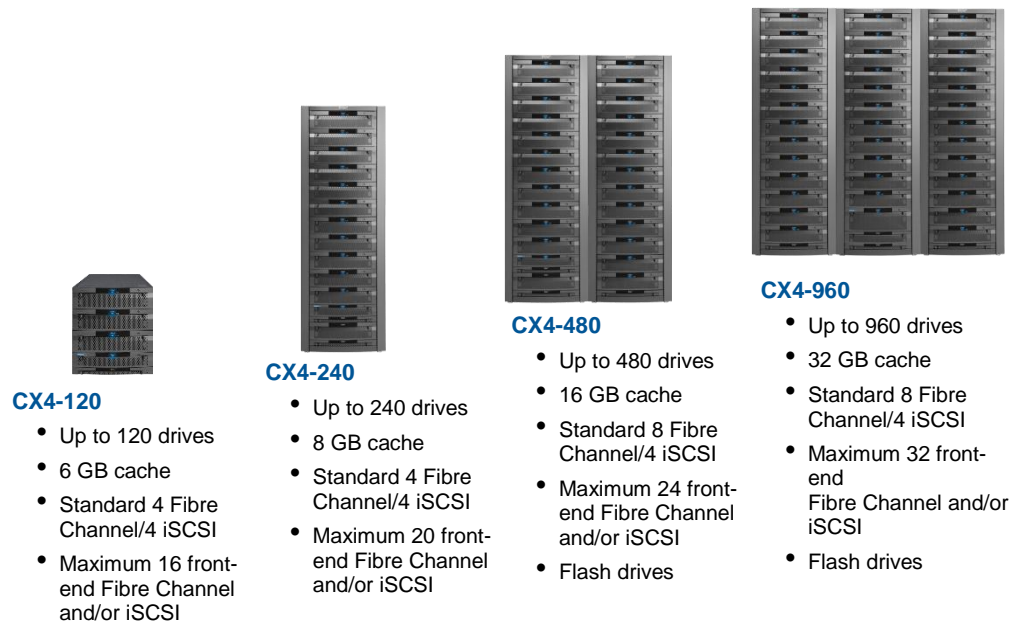 CX4-120
• Up to 120 drives
• 6 GB cache
• Standard 4 Fibre
Channel/4 iSCSI
• Maximum 16 front-
end Fibre Channel
and/or iSCSI
CX4-240
• Up to 240 drives
• 8 GB cache
• Standard 4 Fibre
Channel/4 iSCSI
• Maximum 20 front-
end Fibre Channel
and/or iSCSI
CX4-480
• Up to 480 drives
• 16 GB cache
• Standard 8 Fibre
Channel/4 iSCSI
• Maximum 24 front-
end Fibre Channel
and/or iSCSI
• Flash drives
CX4-960
• Up to 960 drives
• 32 GB cache
• Standard 8 Fibre
Channel/4 iSCSI
• Maximum 32 front-
end
Fibre Channel and/or
iSCSI
• Flash drives